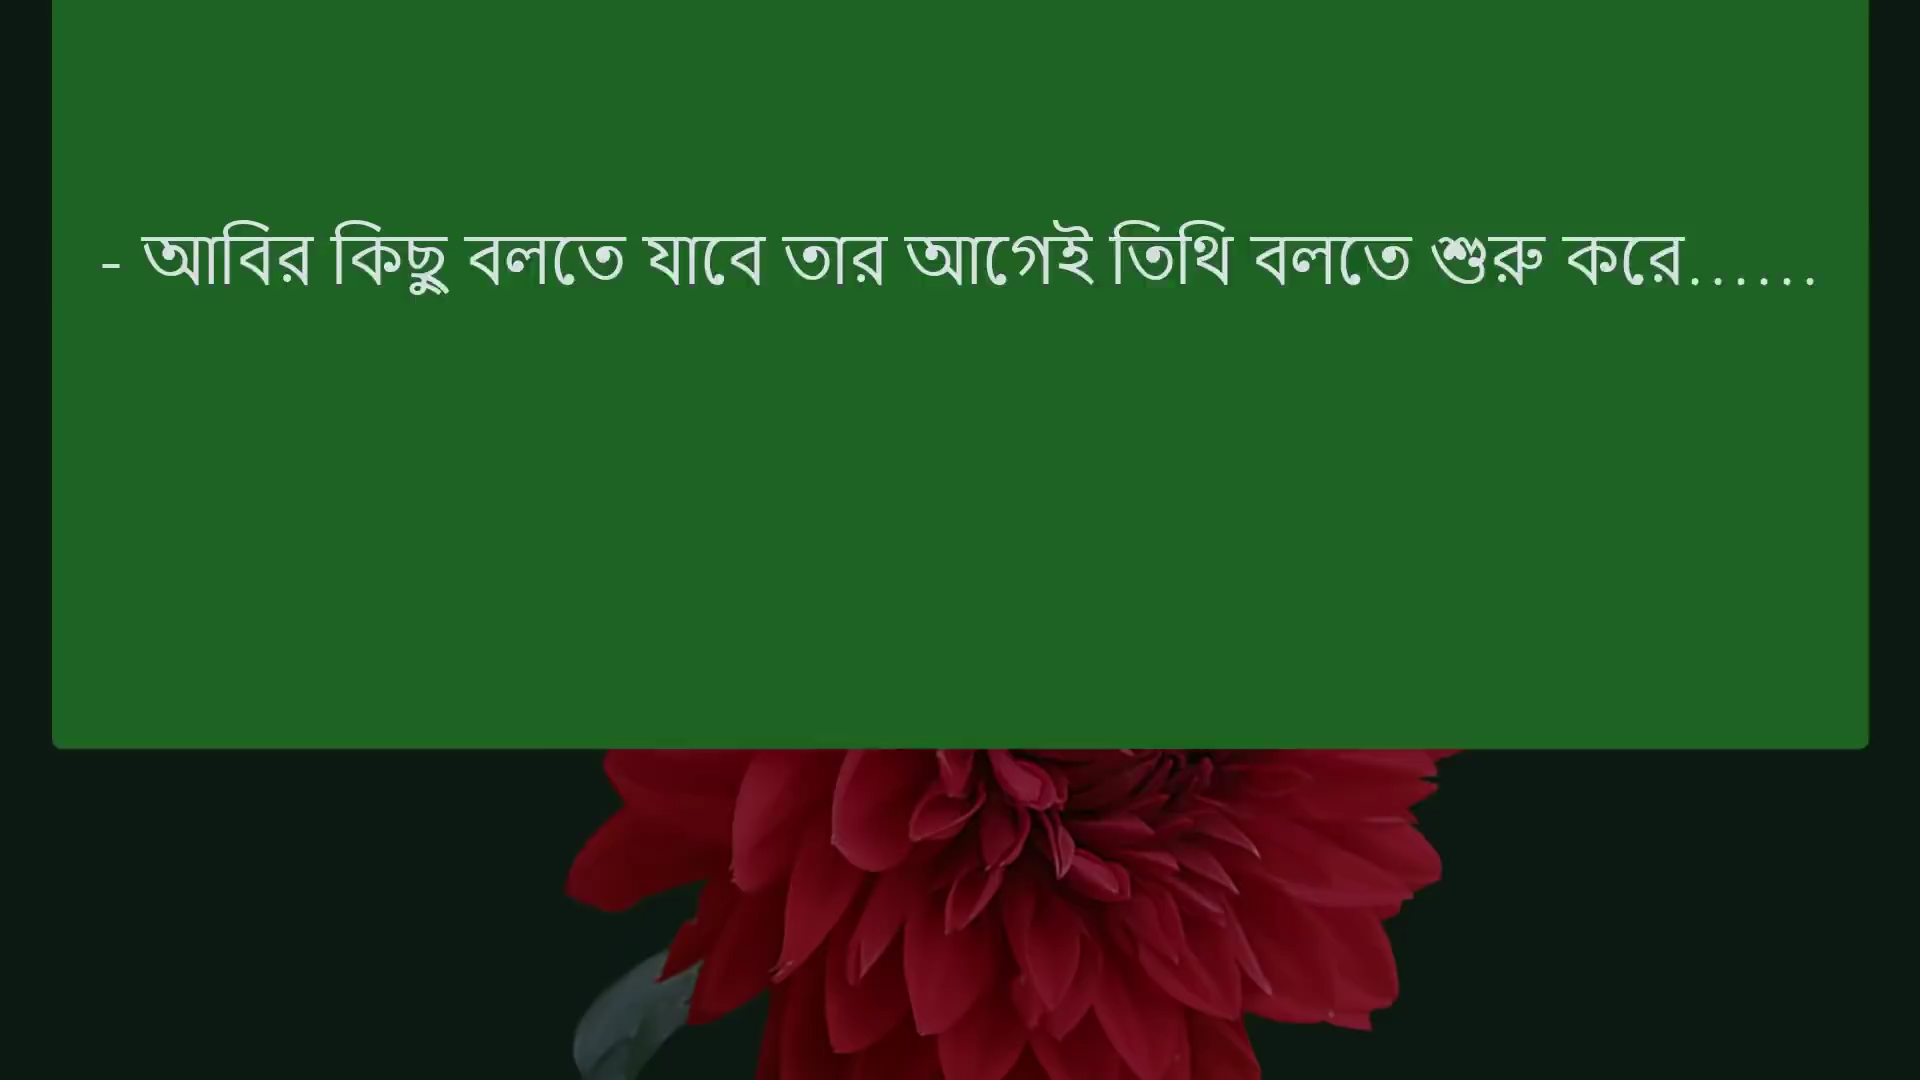 - আবির কিছু বলতে যাবে তার আগেই তিথি বলতে শুরু করে......